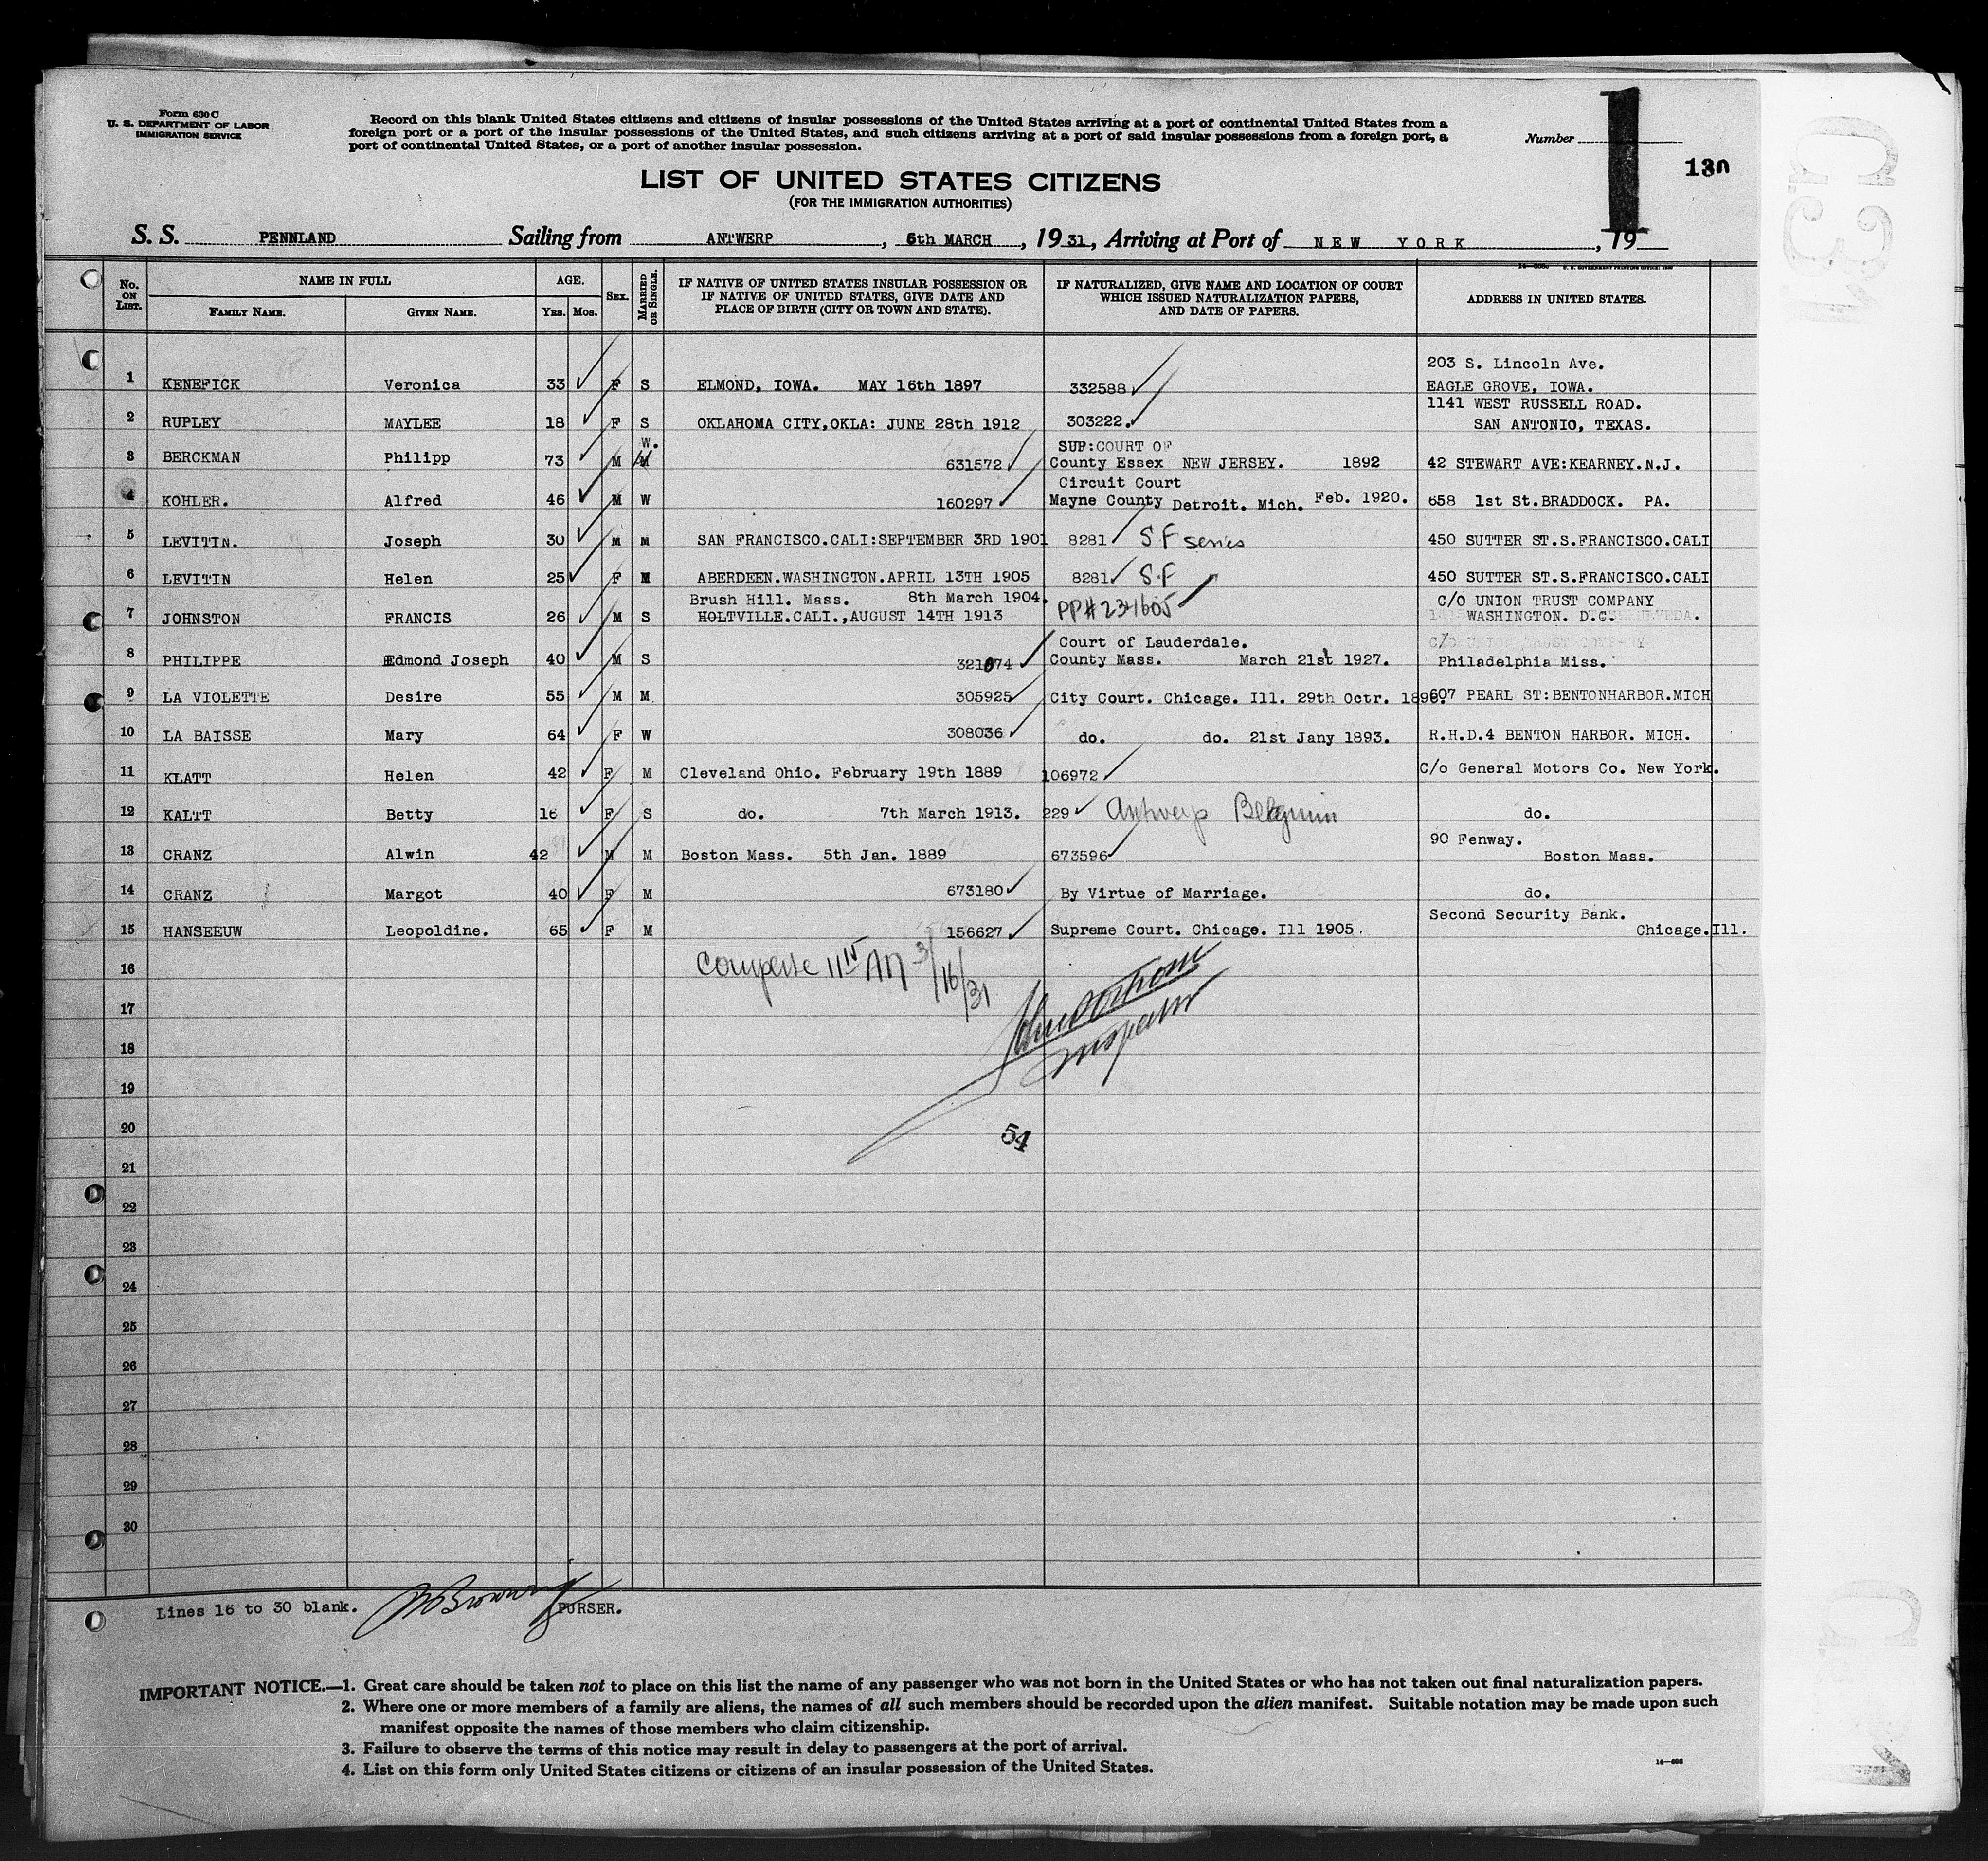 Form 630 C
U. S. DEPARTMENT OF LABOR
IMMIGRATION SERVICE
Record on this blank United States citizens and citizens of insular possessions of the United States arriving at a port of continental United States from a
foreign port or a port of the insular possessions of the United States, and such citizens arriving at a port of said insular possessions from a foreign port, a
port of continental United States, or a port of another insular possession.
Number
1
130
LIST OF UNITED STATES CITIZENS
(FOR THE IMMIGRATION AUTHORITIES)
S. S. PENNLAND Sailing from ANTWERP , 6th MARCH , 1931, Arriving at Port of NEW YORK , 19
No. ON LIST. NAME IN FULL AGE. SEX. MARRIED OR SINGLE. IF NATIVE OF UNITED STATES INSULAR POSSESSION OR IF NATIVE OF UNITED STATES, GIVE DATE AND PLACE OF BIRTH (CITY OR TOWN AND STATE). IF NATURALIZED, GIVE NAME AND LOCATION OF COURT WHICH ISSUED NATURALIZATION PAPERS, AND DATE OF PAPERS. ADDRESS IN UNITED STATES.
FAMILY NAME. GIVEN NAME. YRS. MOS.
203 S. Lincoln Ave.
1 KENEFICK Veronica 33 F S ELMOND, IOWA. MAY 16th 1897 332588 EAGLE GROVE, IOWA.
1141 WEST RUSSELL ROAD.
2 RUPLEY MAYLEE 18 F S OKLAHOMA CITY,OKLA: JUNE 28th 1912 303222. SAN ANTONIO, TEXAS.
W. SUP:COURT OF
3 BERCKMAN Philipp 73 M M 631572 County Essex NEW JERSEY. 1892 42 STEWART AVE:KEARNEY.N.J.
Circuit Court
4 KOHLER. Alfred 46 M W 160297 Mayne County Detroit. Mich. Feb. 1920. 658 1st St.BRADDOCK. PA.
5 LEVITIN. Joseph 30 M M SAN FRANCISCO.CALI:SEPTEMBER 3RD 1901 8281 S.F series 450 SUTTER ST.S.FRANCISCO.CALI
6 LEVITIN Helen 25 F M ABERDEEN.WASHINGTON.APRIL 13TH 1905 8281 S.F 450 SUTTER ST.S.FRANCISCO.CALI
Brush Hill. Mass. 8th March 1904. C/O UNION TRUST COMPANY
7 JOHNSTON FRANCIS 26 M S HOLTVILLE.CALI.,AUGUST 14TH 1913 PP# 234605 WASHINGTON. D.C.
Court of Lauderdale.
8 PHILIPPE Edmond Joseph 40 M S 321074 County Mass. March 21st 1927. Philadelphia Miss.
9 LA VIOLETTE Desire 55 M M 305925 City Court. Chicago. Ill. 29th Octr. 1896. 607 PEARL ST:BENTONHARBOR.MICH
10 LA BAISSE Mary 64 F W 308036 do. do. 21st Jany 1893. R.H.D.4 BENTON HARBOR. MICH.
11 KLATT Helen 42 F M Cleveland Ohio. February 19th 1889 106972 C/o General Motors Co. New York.
12 KALTT Betty 16 F S do. 7th March 1913. 229 Antwerp Belgium do.
90 Fenway.
13 CRANZ Alwin 42 M M Boston Mass. 5th Jan. 1889 673596 Boston Mass.
14 CRANZ Margot 40 F M 673180 By Virtue of Marriage. do.
Second Security Bank.
15 HANSEEUW Leopoldine. 65 F M 156627 Supreme Court. Chicago. Ill 1905. Chicago.Ill.
16
3/16/31
17
Inspector
18
19
20
54
21
22
23
24
25
26
27
28
29
30
Lines 16 to 30 blank. PURSER.
IMPORTANT NOTICE.—1. Great care should be taken not to place on this list the name of any passenger who was not born in the United States or who has not taken out final naturalization papers.
2. Where one or more members of a family are aliens, the names of all such members should be recorded upon the alien manifest. Suitable notation may be made upon such
manifest opposite the names of those members who claim citizenship.
3. Failure to observe the terms of this notice may result in delay to passengers at the port of arrival.
4. List on this form only United States citizens or citizens of an insular possession of the United States.